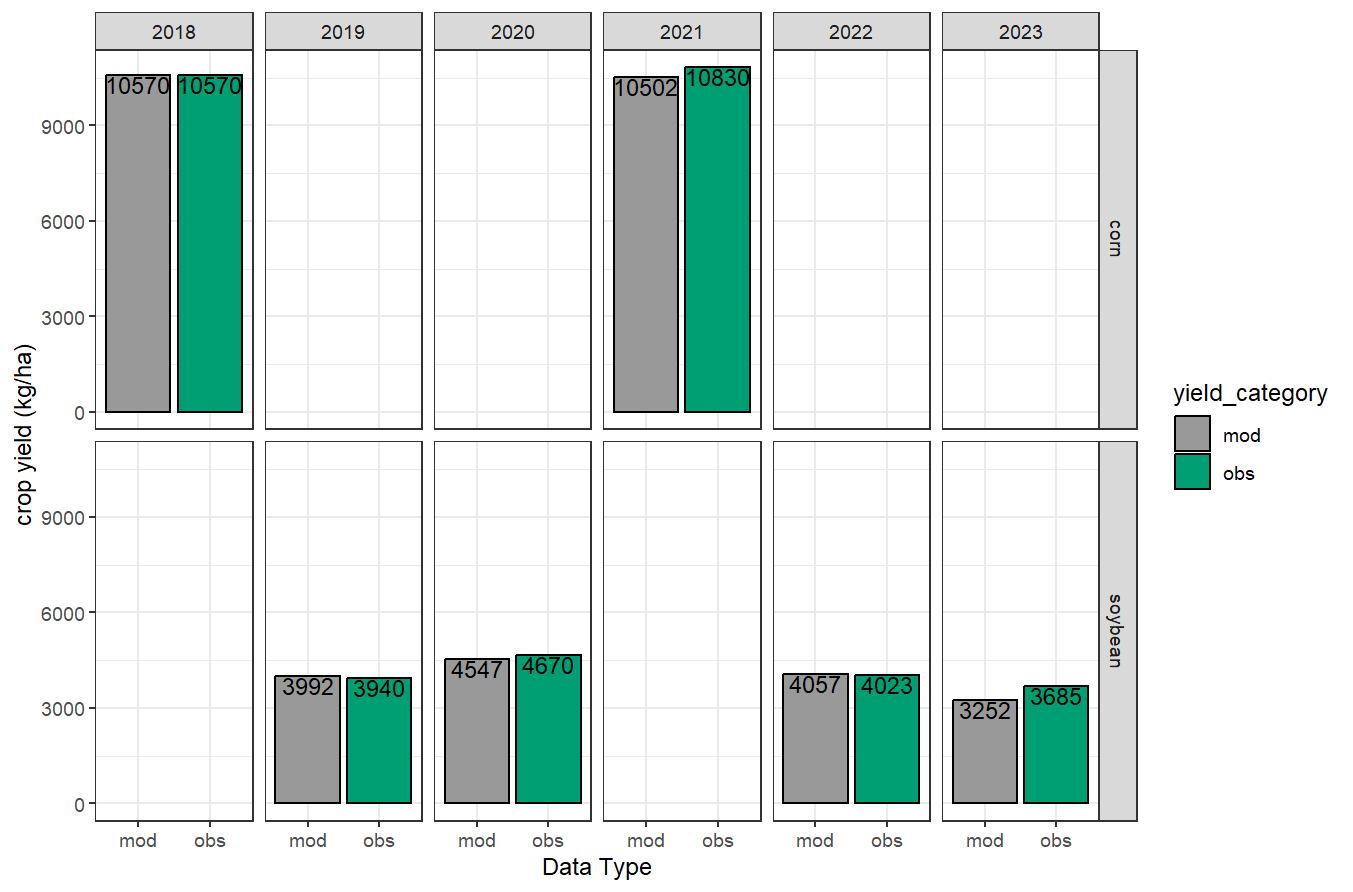 2018 2019 2020 2021 2022 2023
10570 10570 10502 10830
9000
6000
3000
0
corn
crop yield (kg/ha)
yield_category
mod
obs
9000
6000
3000
0
3992 3940 4547 4670 4057 4023 3252 3685
soybean
mod obs mod obs mod obs mod obs mod obs mod obs
Data Type